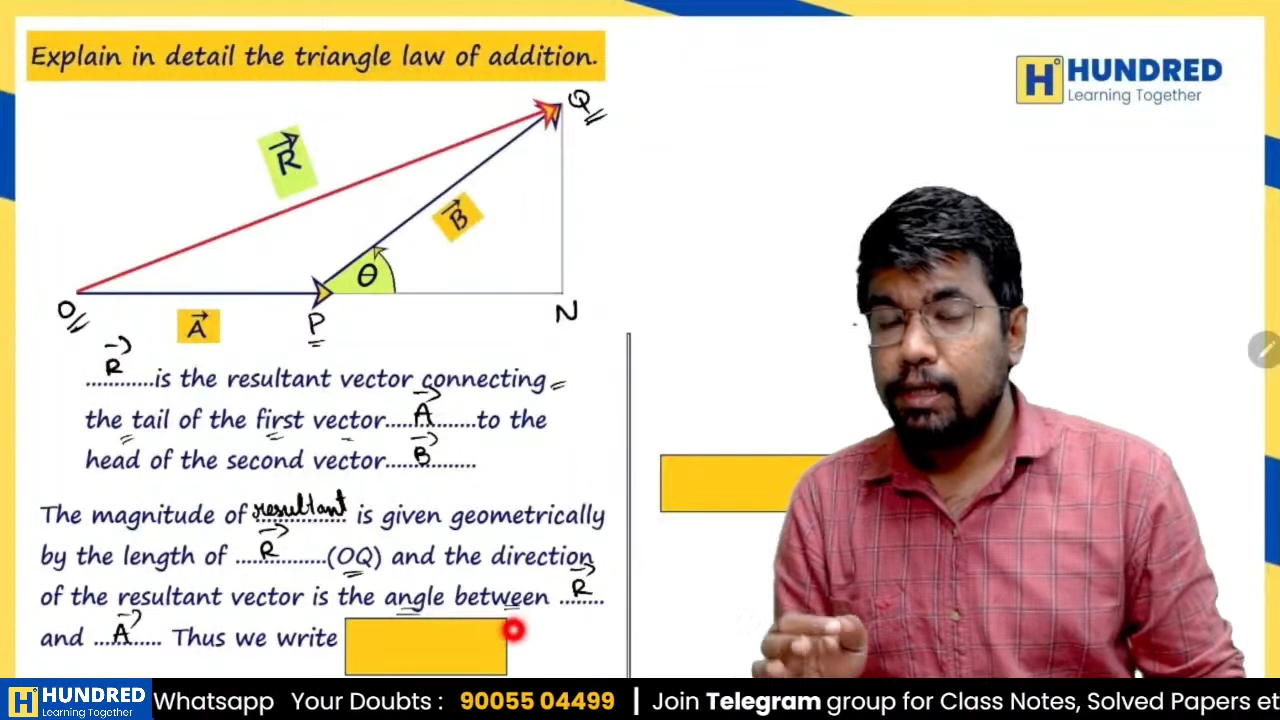 Explain in detail the triangle law of addition.
H° HUNDRED
Learning Together
Q
R
B
θ
O
A
P
N
R
............is the resultant vector connecting
the tail of the first vector.....A.........to the
head of the second vector.....B.........
The magnitude of resultant is given geometrically
by the length of ....R..........(OQ) and the direction
of the resultant vector is the angle between ...R.....
and ....A....... Thus we write
H° HUNDRED
Learning Together
Whatsapp Your Doubts : 90055 04499 | Join Telegram group for Class Notes, Solved Papers et